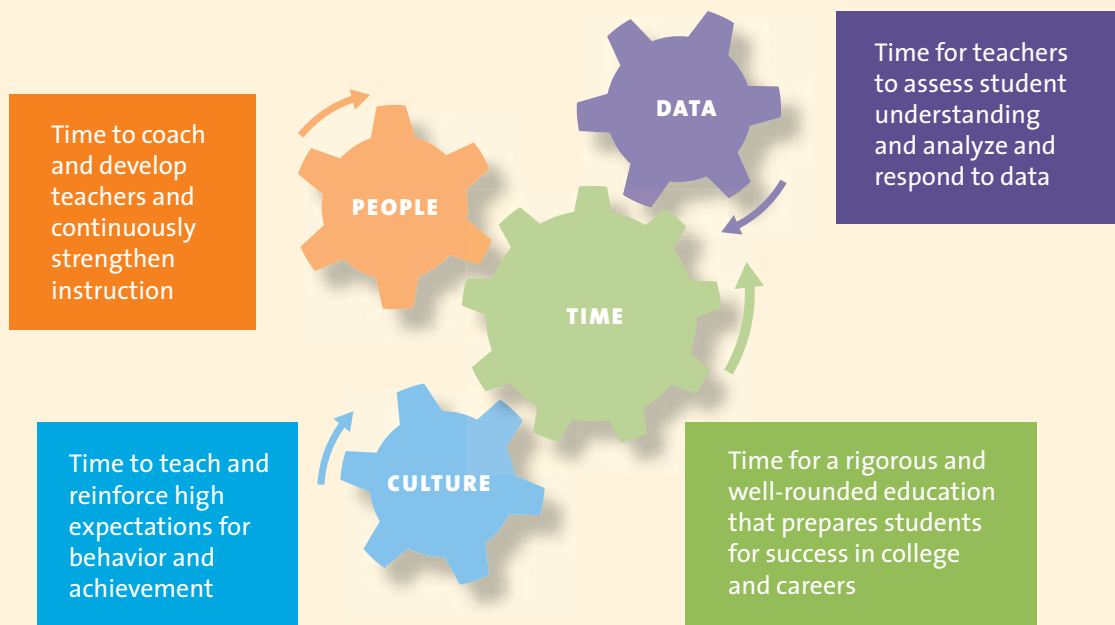 Time to coach
and develop
teachers and
continuously
strengthen
instruction
PEOPLE
DATA
Time for teachers
to assess student
understanding
and analyze and
respond to data
TIME
Time to teach and
reinforce high
expectations for
behavior and
achievement
CULTURE
Time for a rigorous and
well-rounded education
that prepares students
for success in college
and careers